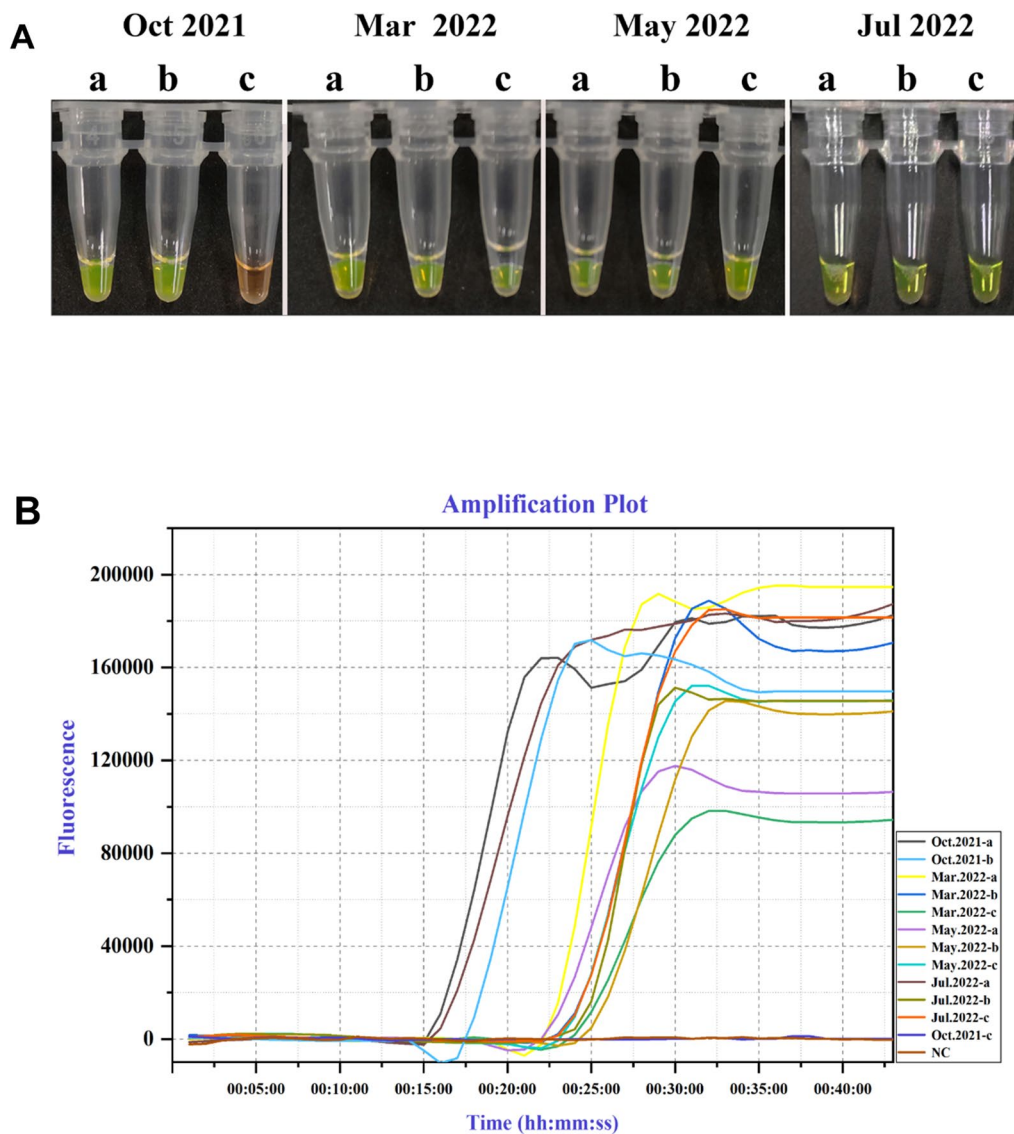 A
Oct 2021 Mar 2022 May 2022 Jul 2022
a b c a b c a b c a b c
B
Amplification Plot
Fluorescence
200000
160000
120000
80000
40000
0
00:05:00 00:10:00 00:15:00 00:20:00 00:25:00 00:30:00 00:35:00 00:40:00
Time (hh:mm:ss)
Oct.2021-a
Oct.2021-b
Mar.2022-a
Mar.2022-b
Mar.2022-c
May.2022-a
May.2022-b
May.2022-c
Jul.2022-a
Jul.2022-b
Jul.2022-c
Oct.2021-c
NC